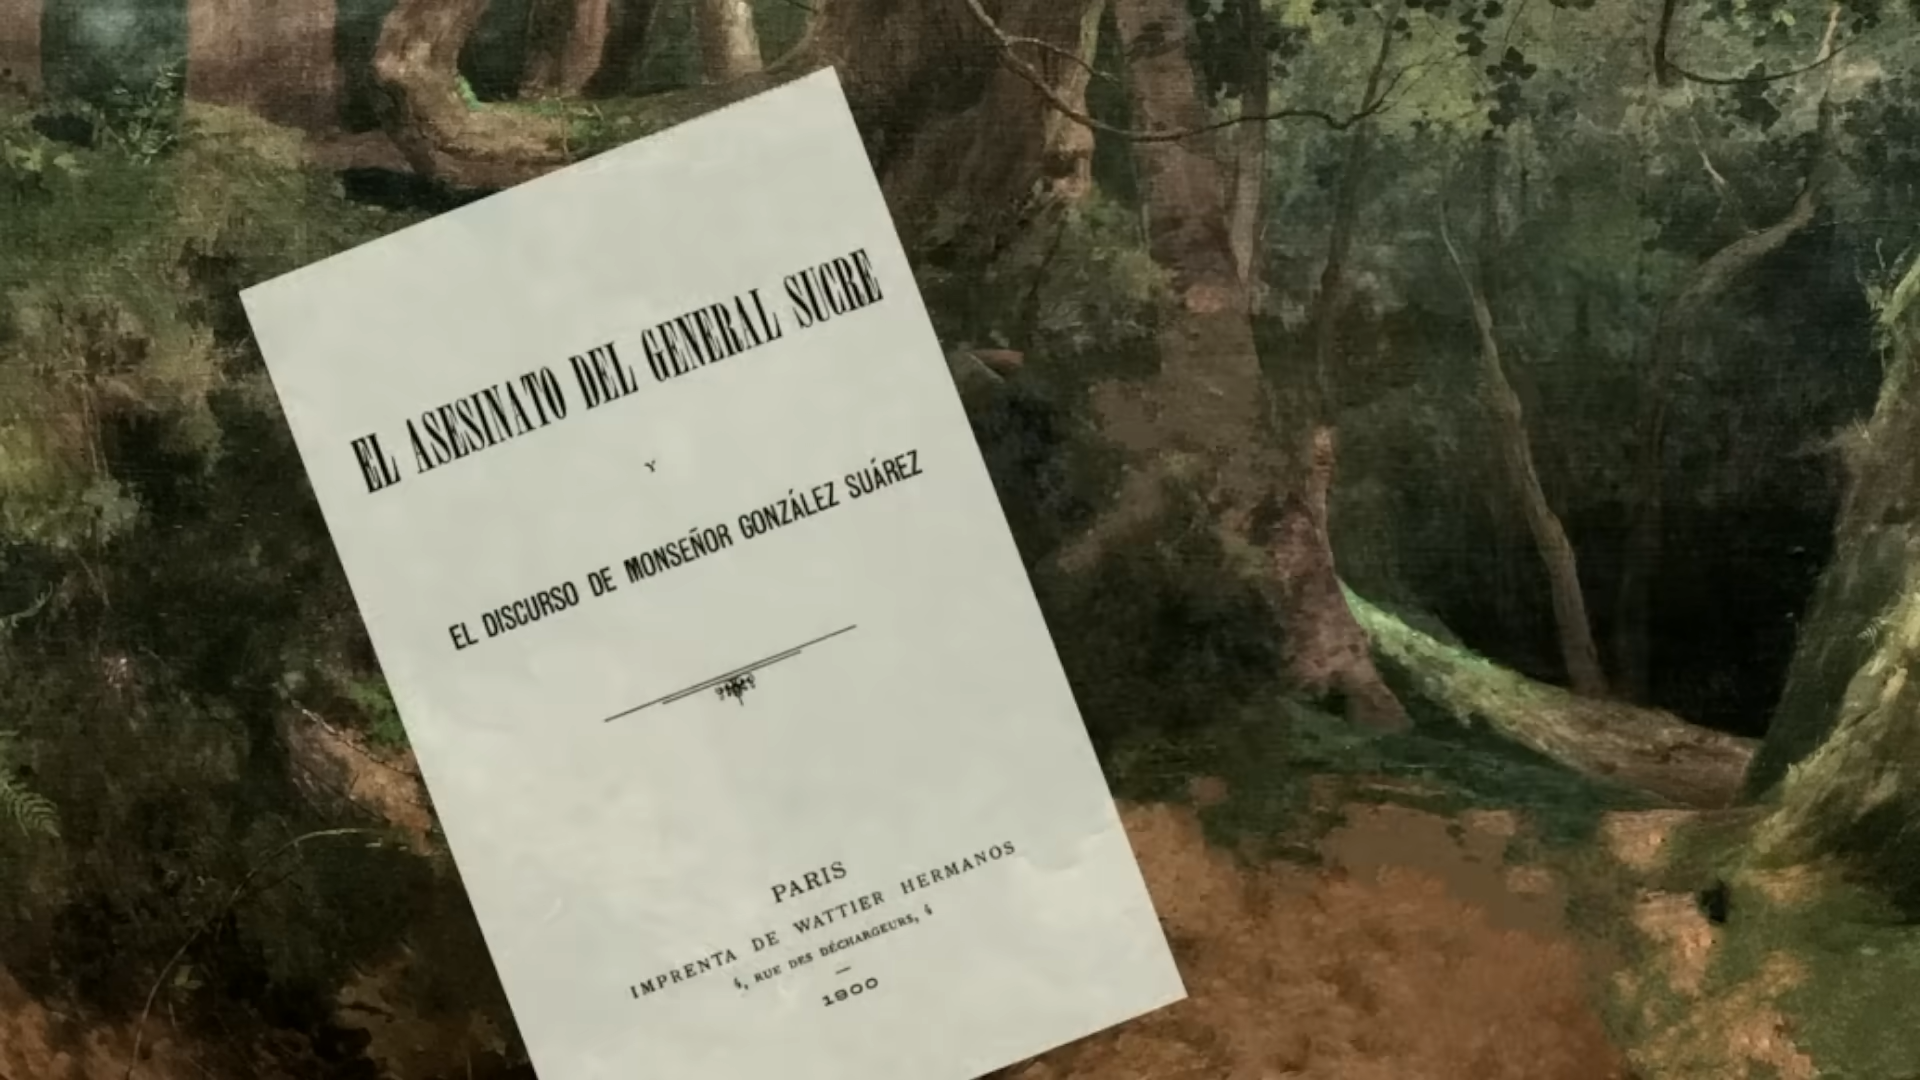 EL ASESINATO DEL GENERAL SUCRE
Y
EL DISCURSO DE MONSEÑOR GONZÁLEZ SUÁREZ
PARIS
IMPRENTA DE WATTIER HERMANOS
4, RUE DES DÉCHARGEURS, 4
1900